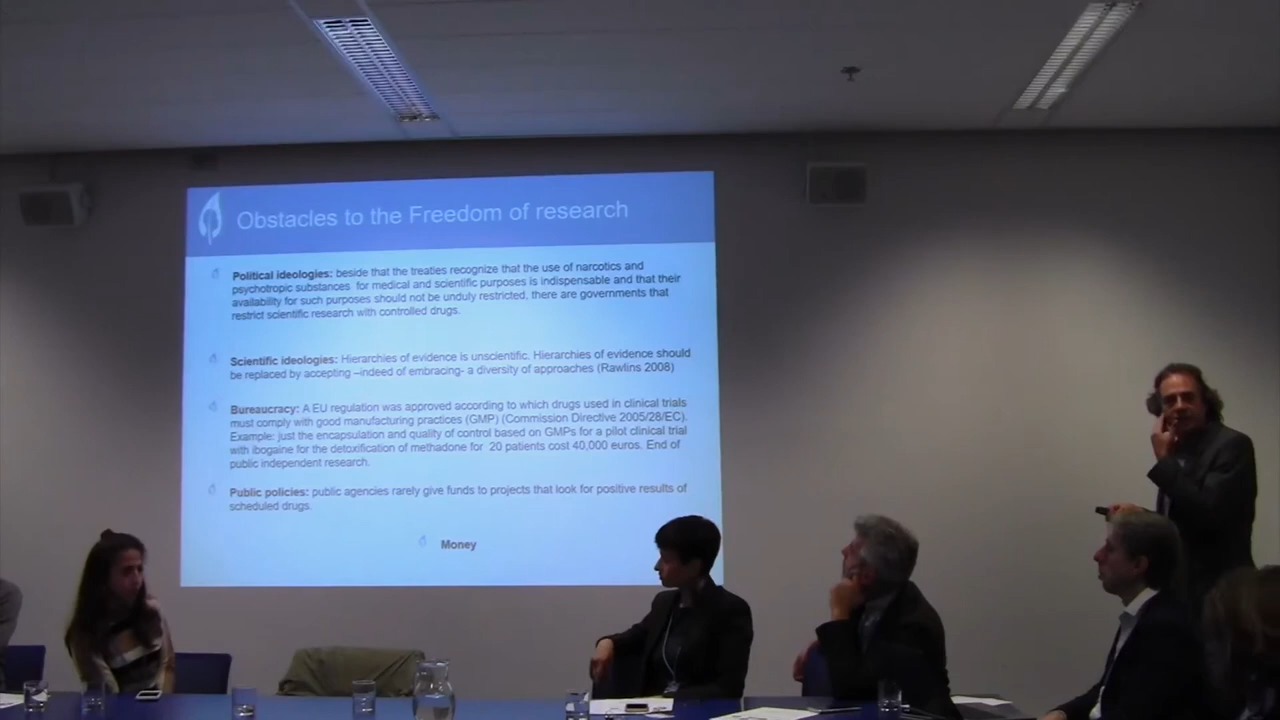 Obstacles to the Freedom of research
Political ideologies: beside that the treaties recognize that the use of narcotics and
psychotropic substances for medical and scientific purposes is indispensable and that their
availability for such purposes should not be unduly restricted, there are governments that
restrict scientific research with controlled drugs.
Scientific ideologies: Hierarchies of evidence is unscientific. Hierarchies of evidence should
be replaced by accepting –indeed of embracing- a diversity of approaches (Rawlins 2008)
Bureaucracy: A EU regulation was approved according to which drugs used in clinical trials
must comply with good manufacturing practices (GMP) (Commission Directive 2005/28/EC).
Example: just the encapsulation and quality of control based on GMPs for a pilot clinical trial
with ibogaine for the detoxification of methadone for 20 patients cost 40,000 euros. End of
public independent research.
Public policies: public agencies rarely give funds to projects that look for positive results of
scheduled drugs.
Money